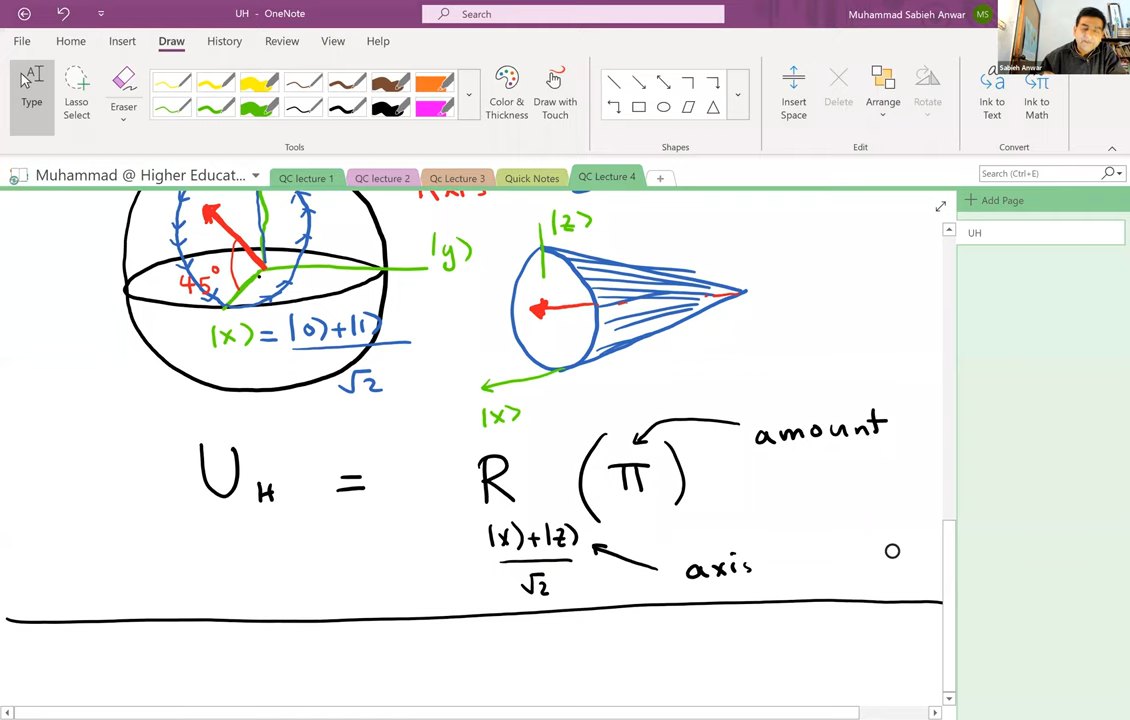 UH - OneNote
Search
Muhammad Sabieh Anwar
MS
Sabieh Anwar
File Home Insert Draw History Review View Help
Type
Lasso Select
Eraser
Color & Thickness
Draw with Touch
Insert Space
Delete
Arrange
Rotate
Ink to Text
Ink to Math
Tools
Shapes
Edit
Convert
Muhammad @ Higher Educat...
QC lecture 1
QC lecture 2
Qc Lecture 3
Quick Notes
QC Lecture 4
Search (Ctrl+E)
Add Page
UH
|y⟩
45°
|x⟩ = |0⟩+|1⟩
√2
|z⟩
|x⟩
U_H = R (π)
amount
|x⟩+|z⟩
√2
axis